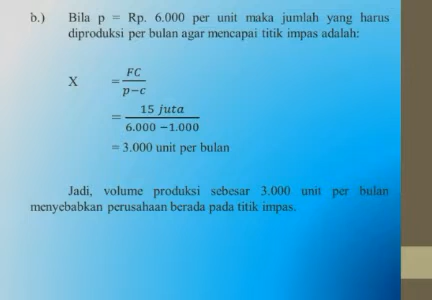 b.) Bila p = Rp. 6.000 per unit maka jumlah yang harus
diproduksi per bulan agar mencapai titik impas adalah:
X = FC
p−c
= 15 juta
6.000 −1.000
= 3.000 unit per bulan
Jadi, volume produksi sebesar 3.000 unit per bulan
menyebabkan perusahaan berada pada titik impas.